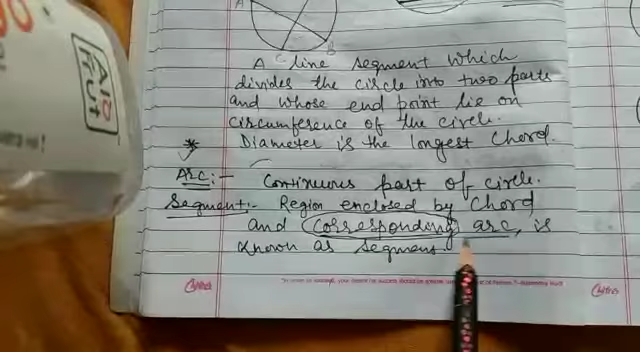 A
B
A line segment which
divides the circle into two parts
and whose end point lie on
circumference of the circle.
* Diameter is the longest Chord.
Arc:- Continuous part of circle.
Segment:- Region enclosed by Chord
and corresponding arc, is
known as segment.